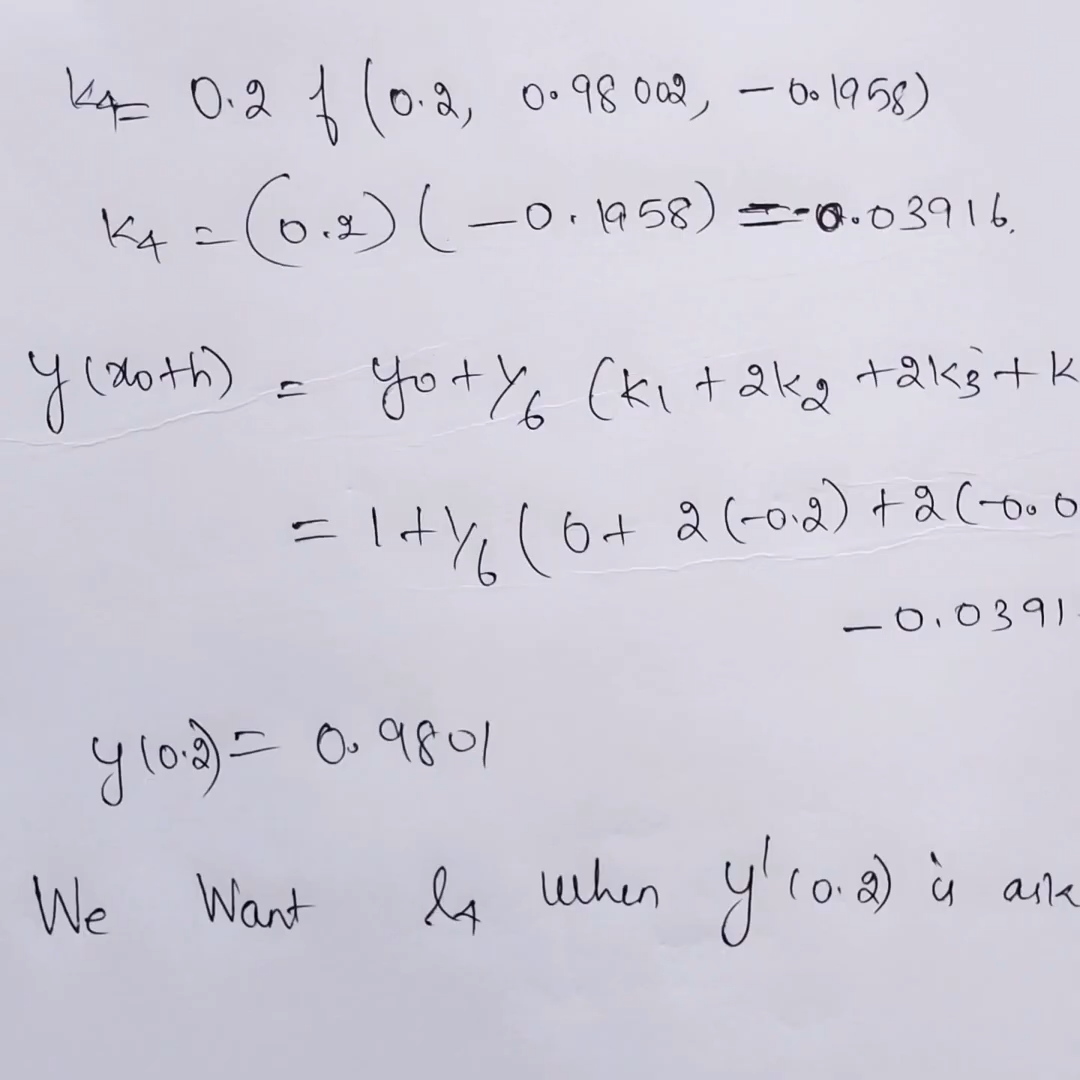 K4= 0.2 f (0.2, 0.98002, -0.1958)
K4 = (0.2) (-0.1958) = -0.03916.
y(x0+h) = y0 + 1/6 (K1 + 2K2 + 2K3 + K
= 1 + 1/6 ( 0 + 2(-0.2) + 2(-0.0
-0.0391
y(0.2) = 0.9801
We Want l4 when y'(0.2) is ask